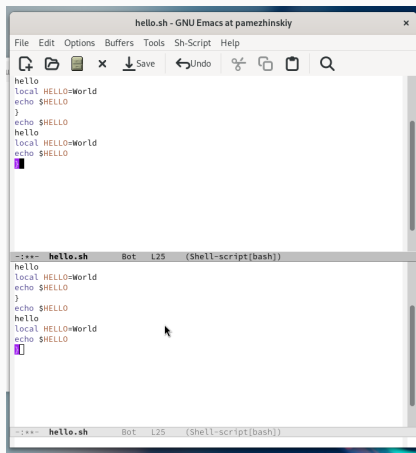 hello.sh - GNU Emacs at pamezhinskiy
File Edit Options Buffers Tools Sh-Script Help
Save Undo
hello
local HELLO=World
echo $HELLO
}
echo $HELLO
hello
local HELLO=World
echo $HELLO
}
-:**- hello.sh Bot L25 (Shell-script[bash])
hello
local HELLO=World
echo $HELLO
}
echo $HELLO
hello
local HELLO=World
echo $HELLO
}
-:**- hello.sh Bot L25 (Shell-script[bash])